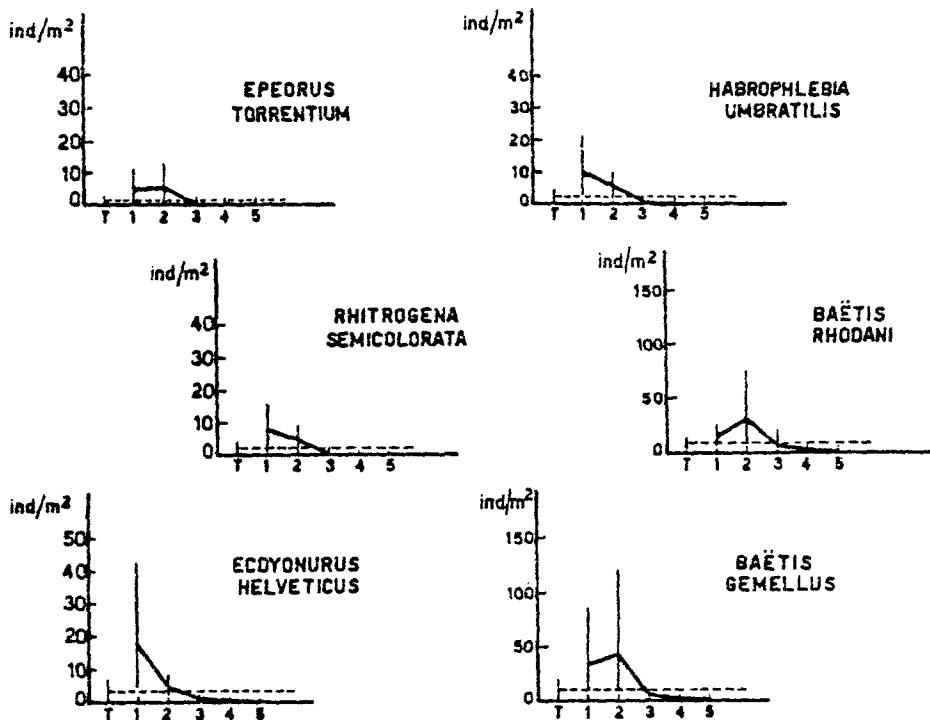 ind/m²
40
30
20
10
0
T 1 2 3 4 5
EPEORUS
TORRENTIUM
ind/m²
40
30
20
10
0
T 1 2 3 4 5
HABROPHLEBIA
UMBRATILIS
ind/m²
40
30
20
10
0
T 1 2 3 4 5
RHITROGENA
SEMICOLORATA
ind/m²
150
100
50
0
T 1 2 3 4 5
BAËTIS
RHODANI
ind/m²
50
40
30
20
10
0
T 1 2 3 4 5
ECDYONURUS
HELVETICUS
ind/m²
150
100
50
0
T 1 2 3 4 5
BAËTIS
GEMELLUS